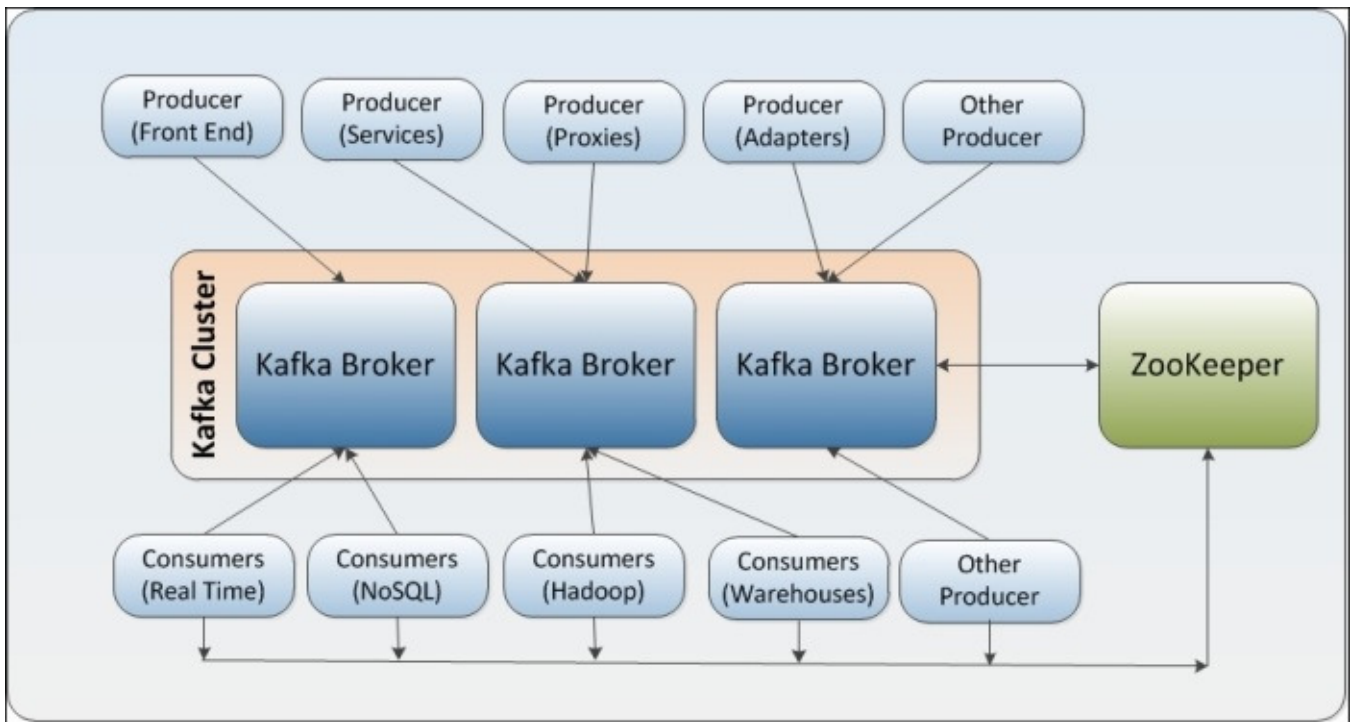 Producer
(Front End)
Producer
(Services)
Producer
(Proxies)
Producer
(Adapters)
Other
Producer
Kafka Cluster
Kafka Broker
Kafka Broker
Kafka Broker
ZooKeeper
Consumers
(Real Time)
Consumers
(NoSQL)
Consumers
(Hadoop)
Consumers
(Warehouses)
Other
Producer